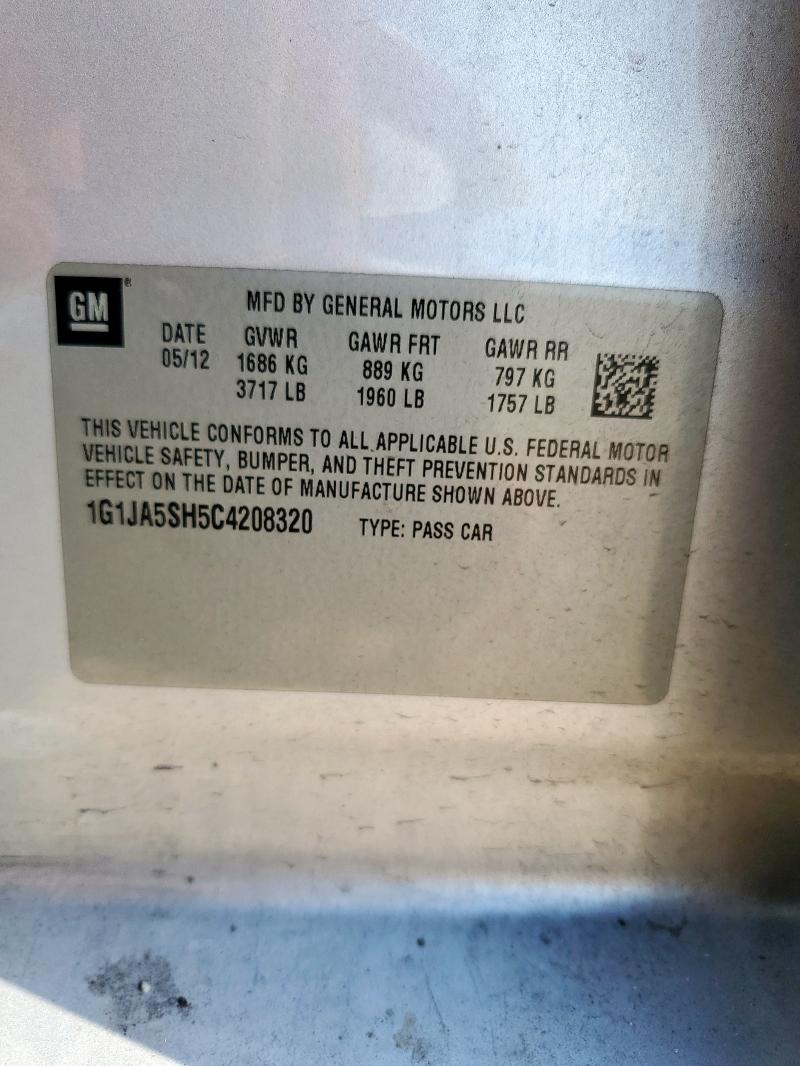 GM®
MFD BY GENERAL MOTORS LLC
DATE GVWR GAWR FRT GAWR RR
05/12 1686 KG 889 KG 797 KG
3717 LB 1960 LB 1757 LB
THIS VEHICLE CONFORMS TO ALL APPLICABLE U.S. FEDERAL MOTOR
VEHICLE SAFETY, BUMPER, AND THEFT PREVENTION STANDARDS IN
EFFECT ON THE DATE OF MANUFACTURE SHOWN ABOVE.
1G1JA5SH5C4208320 TYPE: PASS CAR